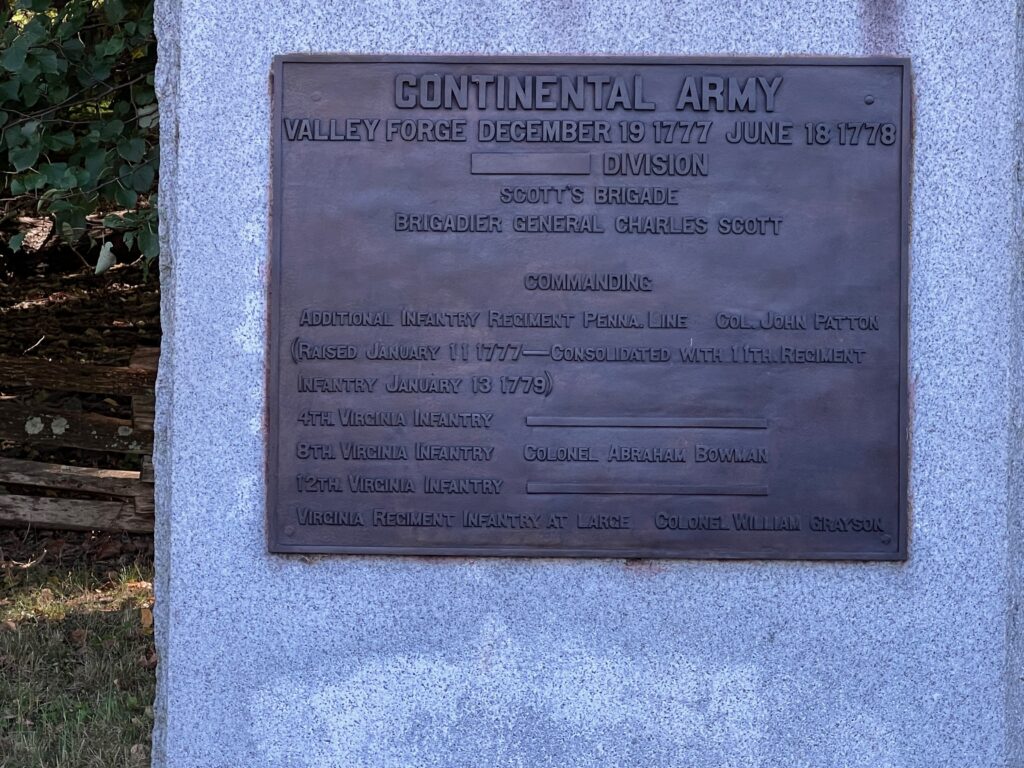 CONTINENTAL ARMY
VALLEY FORGE DECEMBER 19 1777 JUNE 18 1778
DIVISION
SCOTT'S BRIGADE
BRIGADIER GENERAL CHARLES SCOTT
COMMANDING
ADDITIONAL INFANTRY REGIMENT PENNA. LINE COL. JOHN PATTON
(RAISED JANUARY 11 1777—CONSOLIDATED WITH 11TH. REGIMENT
INFANTRY JANUARY 13 1779)
4TH. VIRGINIA INFANTRY
8TH. VIRGINIA INFANTRY COLONEL ABRAHAM BOWMAN
12TH. VIRGINIA INFANTRY
VIRGINIA REGIMENT INFANTRY AT LARGE COLONEL WILLIAM GRAYSON